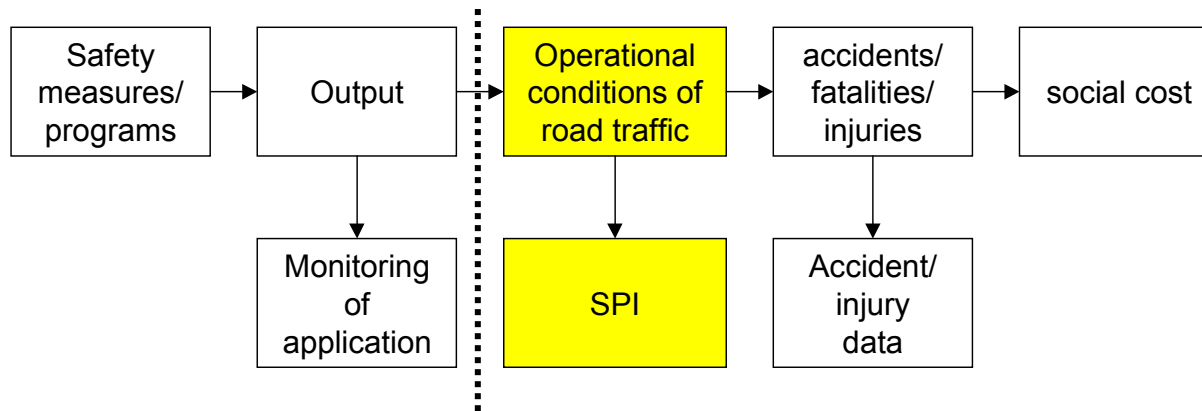 Safety
measures/
programs
Output
Operational
conditions of
road traffic
accidents/
fatalities/
injuries
social cost
Monitoring
of
application
SPI
Accident/
injury
data